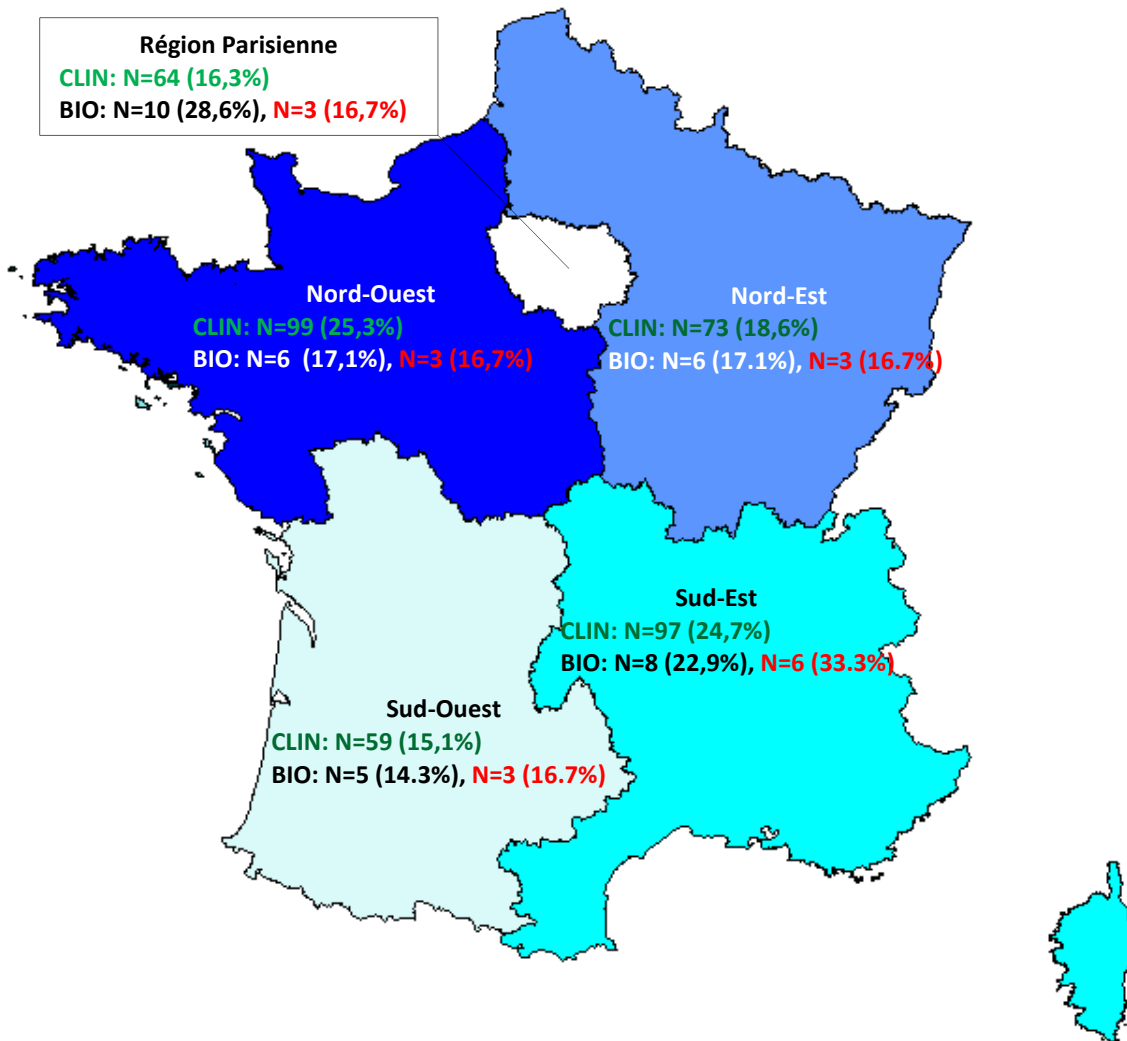 Région Parisienne
CLIN: N=64 (16,3%)
BIO: N=10 (28,6%), N=3 (16,7%)
Nord-Ouest
CLIN: N=99 (25,3%)
BIO: N=6 (17,1%), N=3 (16,7%)
Nord-Est
CLIN: N=73 (18,6%)
BIO: N=6 (17.1%), N=3 (16.7%)
Sud-Est
CLIN: N=97 (24,7%)
BIO: N=8 (22,9%), N=6 (33.3%)
Sud-Ouest
CLIN: N=59 (15,1%)
BIO: N=5 (14.3%), N=3 (16.7%)